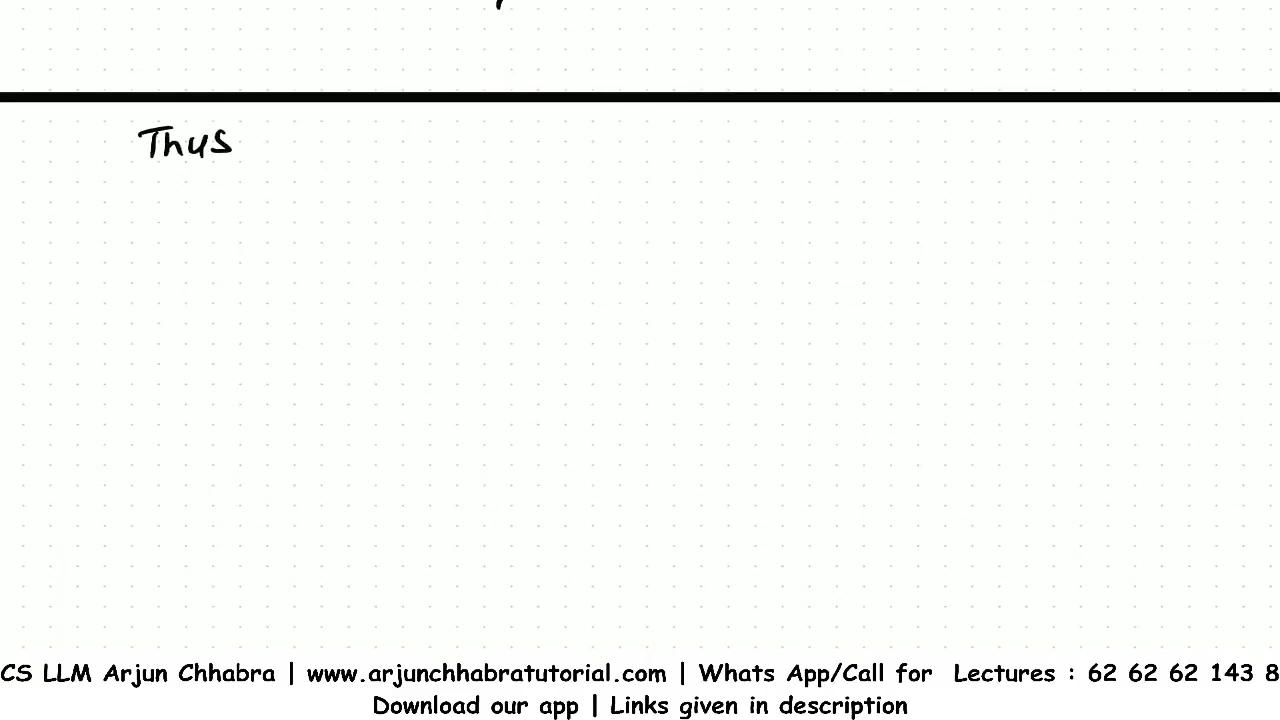 Thus
CS LLM Arjun Chhabra | www.arjunchhabratutorial.com | Whats App/Call for Lectures : 62 62 62 143 8
Download our app | Links given in description